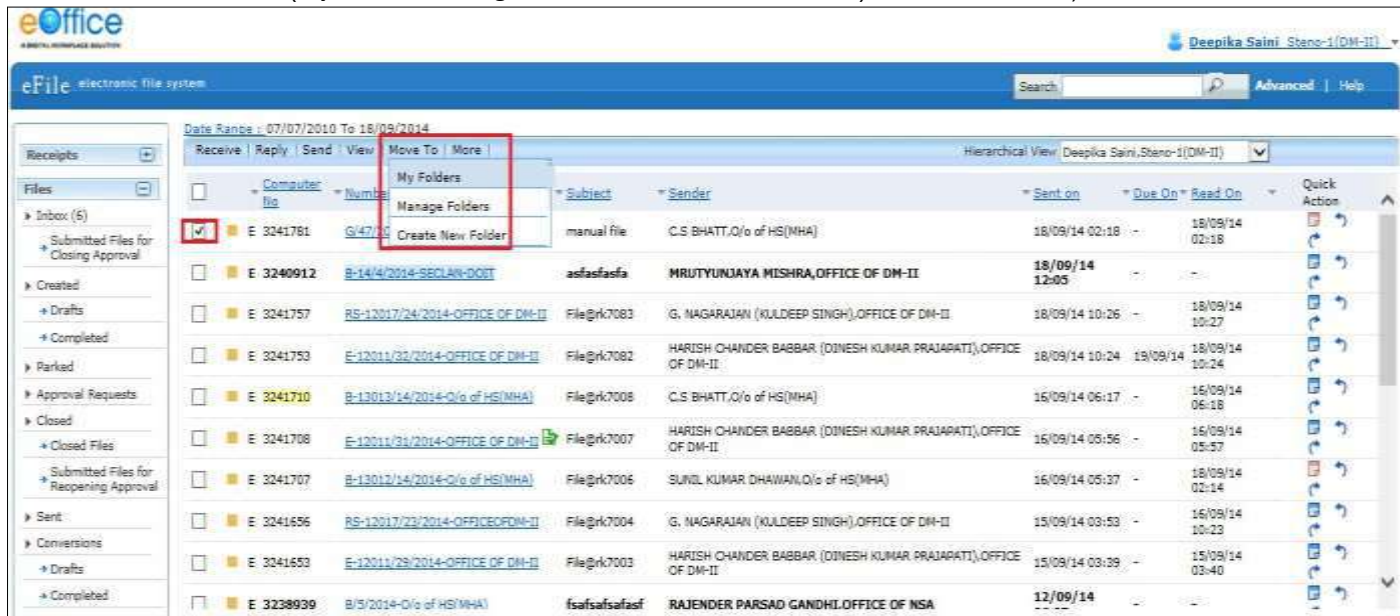 eOffice
A DIGITAL WORKPLACE SOLUTION
Deepika Saini Steno-1(DM-II)
eFile electronic file system
Search
Advanced | Help
Date Range : 07/07/2010 To 18/09/2014
Receipts
Receive | Reply | Send | View | Move To | More |
Hierarchical View Deepika Saini,Steno-1(DM-II)
My Folders
Manage Folders
Create New Folder
Files
Computer No Subject Sender Sent on Due On Read On Quick Action
Inbox (6)
Submitted Files for Closing Approval
Created
Drafts
Completed
Parked
Approval Requests
Closed
Closed Files
Submitted Files for Reopening Approval
Sent
Conversions
Drafts
Completed
E 3241781 G/47/ manual file C.S BHATT,O/o of HS(MHA) 18/09/14 02:18 - 18/09/14 02:18
E 3240912 B-14/4/2014-SECLAN-DOIT asfasfasfa MRUTYUNJAYA MISHRA,OFFICE OF DM-II 18/09/14 12:05 - -
E 3241757 RS-12017/24/2014-OFFICE OF DM-II File@rk7083 G. NAGARAJAN (KULDEEP SINGH),OFFICE OF DM-II 18/09/14 10:26 - 18/09/14 10:27
E 3241753 E-12011/32/2014-OFFICE OF DM-II File@rk7082 HARISH CHANDER BABBAR (DINESH KUMAR PRAJAPATI),OFFICE OF DM-II 18/09/14 10:24 19/09/14 18/09/14 10:24
E 3241710 B-13013/14/2014-O/o of HS(MHA) File@rk7008 C.S BHATT,O/o of HS(MHA) 16/09/14 06:17 - 16/09/14 06:18
E 3241708 E-12011/31/2014-OFFICE OF DM-II File@rk7007 HARISH CHANDER BABBAR (DINESH KUMAR PRAJAPATI),OFFICE OF DM-II 16/09/14 05:56 - 16/09/14 05:57
E 3241707 B-13012/14/2014-O/o of HS(MHA) File@rk7006 SUNIL KUMAR DHAWAN,O/o of HS(MHA) 16/09/14 05:37 - 18/09/14 02:14
E 3241656 RS-12017/23/2014-OFFICEOFDM-II File@rk7004 G. NAGARAJAN (KULDEEP SINGH),OFFICE OF DM-II 15/09/14 03:53 - 16/09/14 10:23
E 3241653 E-12011/29/2014-OFFICE OF DM-II File@rk7003 HARISH CHANDER BABBAR (DINESH KUMAR PRAJAPATI),OFFICE OF DM-II 15/09/14 03:39 - 15/09/14 03:40
E 3238939 B/5/2014-O/o of HS(MHA) fsafsafsafasf RAJENDER PARSAD GANDHI,OFFICE OF NSA 12/09/14 - -